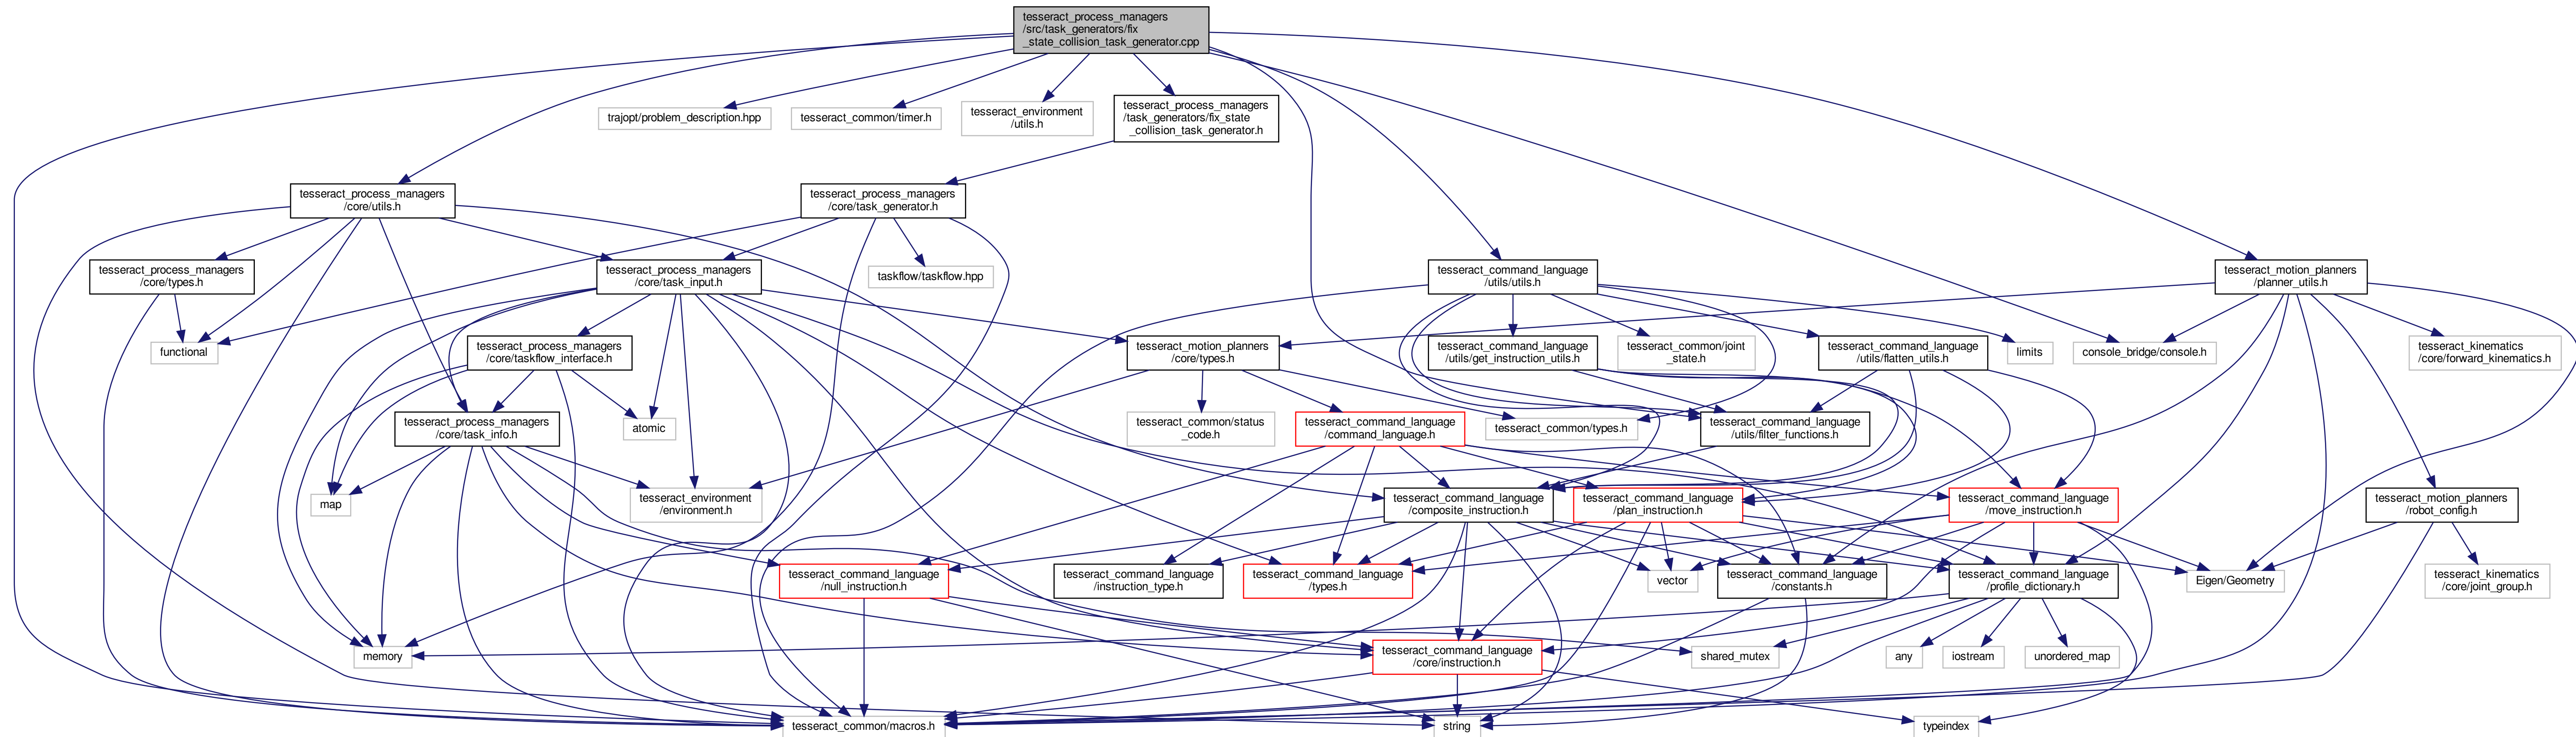 tesseract_process_managers
/src/task_generators/fix
_state_collision_task_generator.cpp
trajopt/problem_description.hpp
tesseract_common/timer.h
tesseract_environment
/utils.h
tesseract_process_managers
/task_generators/fix_state
_collision_task_generator.h
tesseract_process_managers
/core/utils.h
tesseract_process_managers
/core/task_generator.h
tesseract_process_managers
/core/types.h
tesseract_process_managers
/core/task_input.h
taskflow/taskflow.hpp
tesseract_command_language
/utils/utils.h
tesseract_motion_planners
/planner_utils.h
functional
tesseract_process_managers
/core/taskflow_interface.h
tesseract_motion_planners
/core/types.h
tesseract_command_language
/utils/get_instruction_utils.h
tesseract_common/joint
_state.h
tesseract_command_language
/utils/flatten_utils.h
limits
console_bridge/console.h
tesseract_kinematics
/core/forward_kinematics.h
tesseract_process_managers
/core/task_info.h
atomic
tesseract_common/status
_code.h
tesseract_command_language
/command_language.h
tesseract_common/types.h
tesseract_command_language
/utils/filter_functions.h
map
tesseract_environment
/environment.h
tesseract_command_language
/composite_instruction.h
tesseract_command_language
/plan_instruction.h
tesseract_command_language
/move_instruction.h
tesseract_motion_planners
/robot_config.h
tesseract_command_language
/null_instruction.h
tesseract_command_language
/instruction_type.h
tesseract_command_language
/types.h
vector
tesseract_command_language
/constants.h
tesseract_command_language
/profile_dictionary.h
Eigen/Geometry
tesseract_kinematics
/core/joint_group.h
memory
tesseract_command_language
/core/instruction.h
shared_mutex
any
iostream
unordered_map
tesseract_common/macros.h
string
typeindex